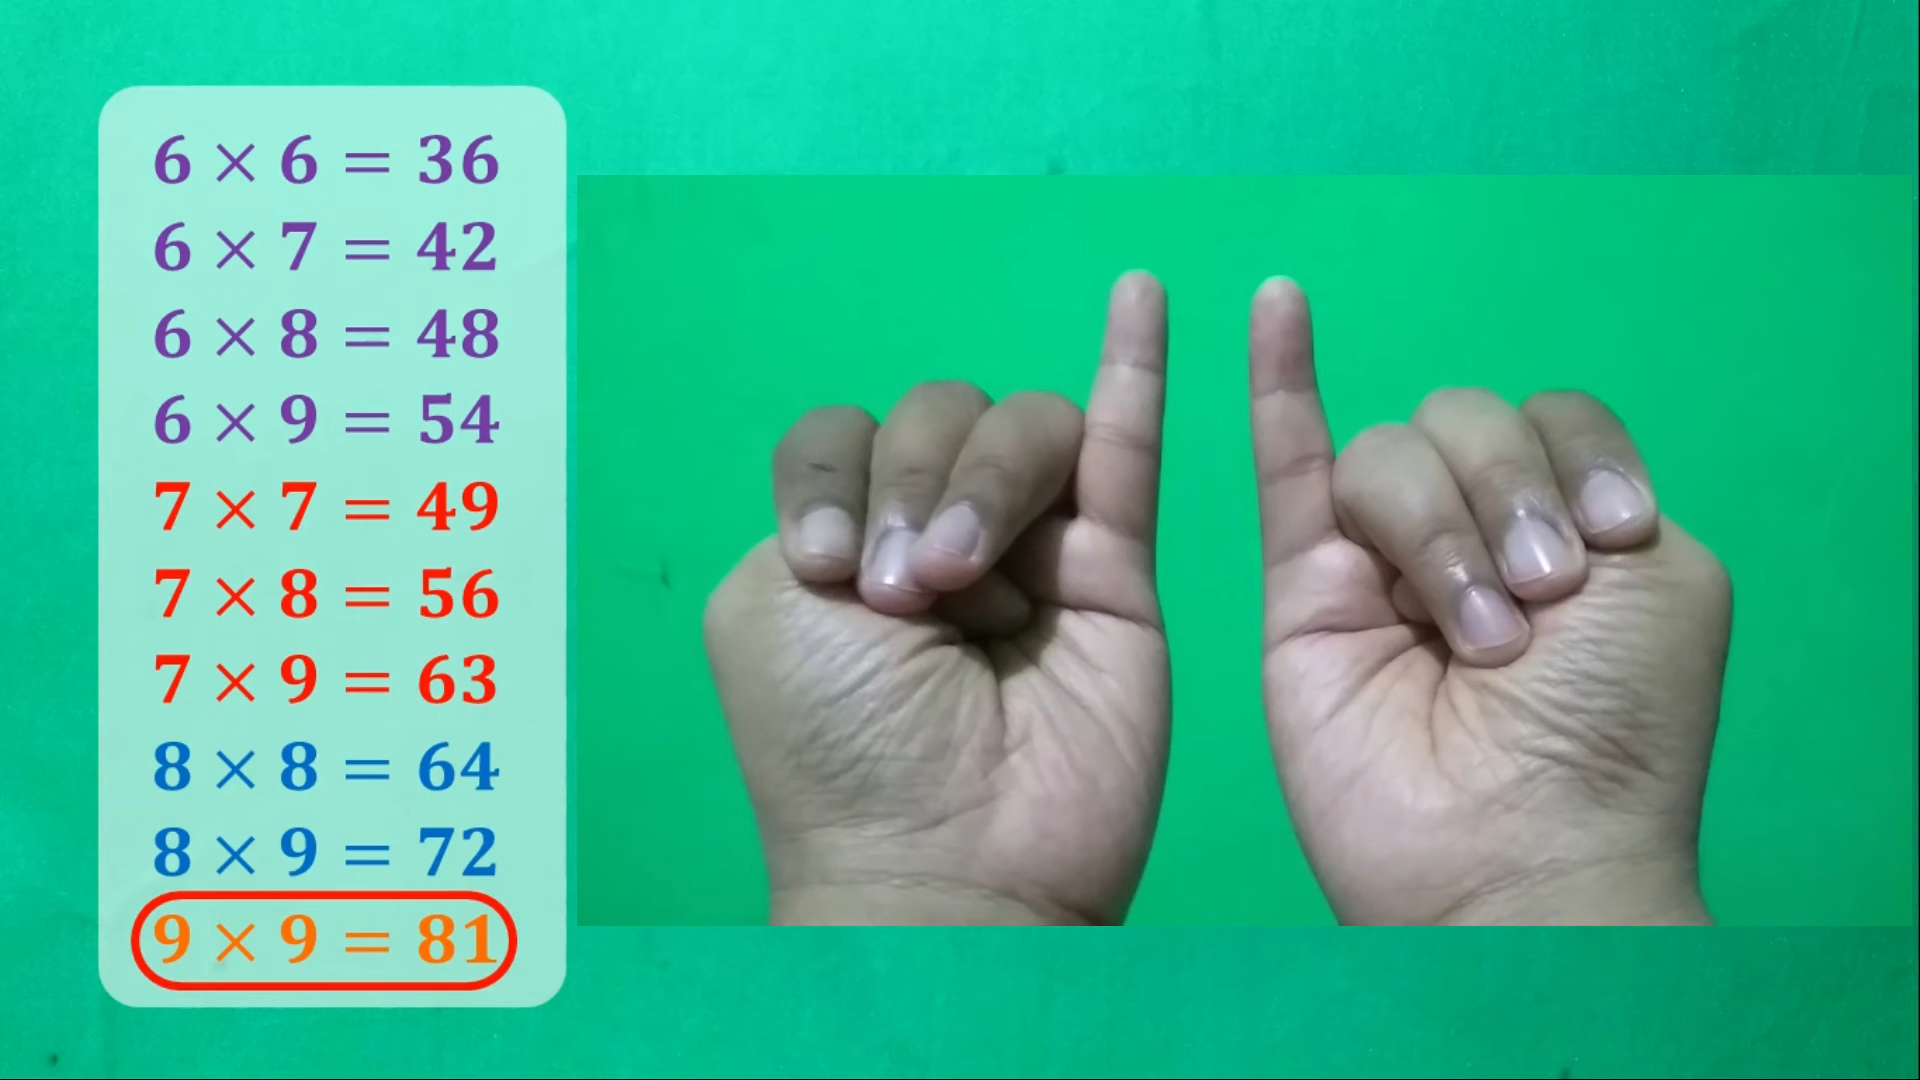 6 × 6 = 36
6 × 7 = 42
6 × 8 = 48
6 × 9 = 54
7 × 7 = 49
7 × 8 = 56
7 × 9 = 63
8 × 8 = 64
8 × 9 = 72
9 × 9 = 81